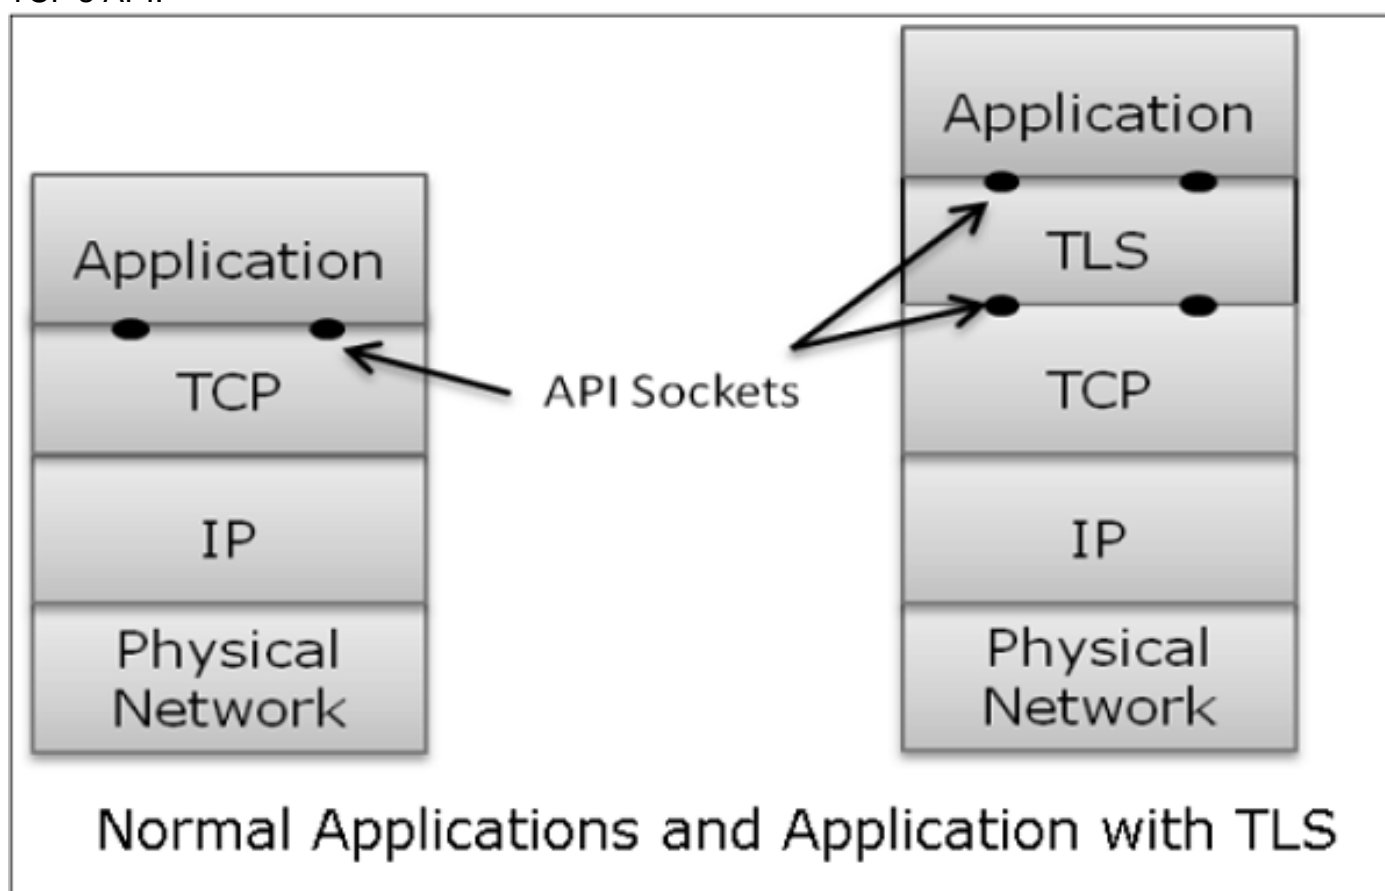 Application
TCP
IP
Physical
Network
API Sockets
Application
TLS
TCP
IP
Physical
Network
Normal Applications and Application with TLS